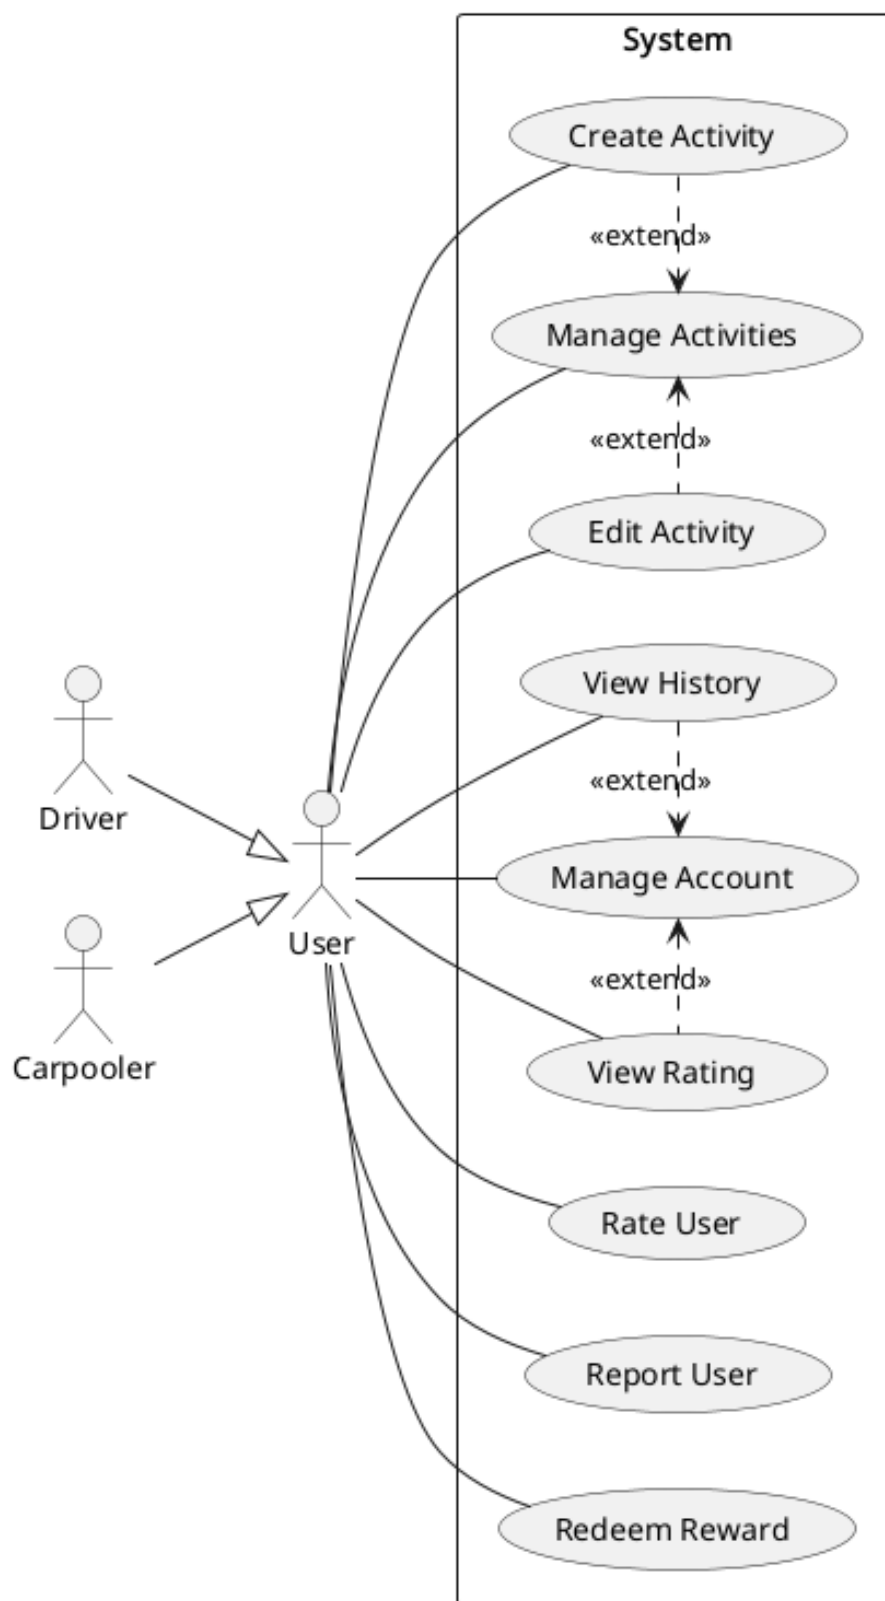 System
Create Activity
«extend»
Manage Activities
«extend»
Edit Activity
View History
«extend»
Driver
Manage Account
User
«extend»
Carpooler
View Rating
Rate User
Report User
Redeem Reward